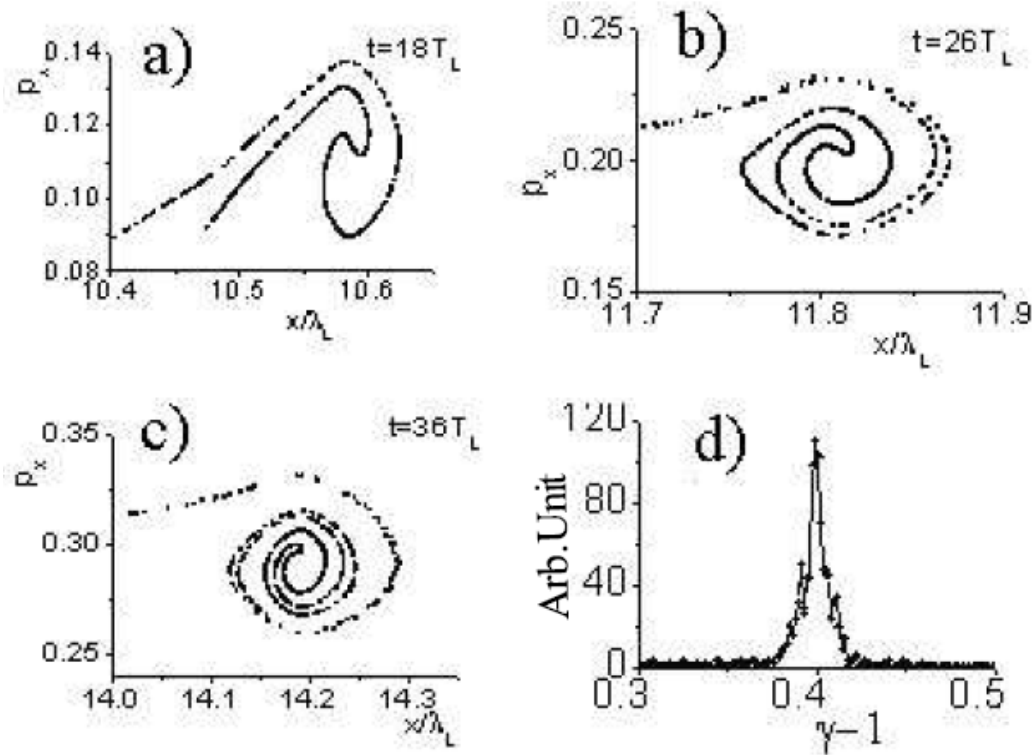 a)
t=18T_L
p_x
0.14
0.12
0.10
0.08
10.4 10.5 10.6
x/λ_L
b)
t=26T_L
p_x
0.25
0.20
0.15
11.7 11.8 11.9
x/λ_L
c)
t=36T_L
p_x
0.35
0.30
0.25
14.0 14.1 14.2 14.3
x/λ_L
d)
Arb.Unit
120
80
40
0
0.3 0.4 0.5
γ−1